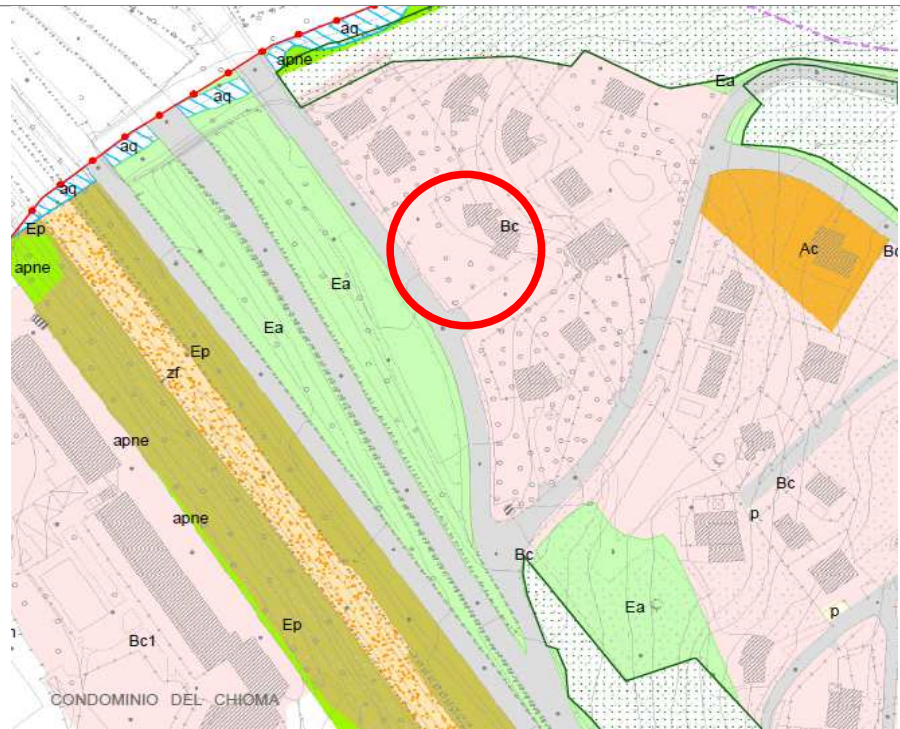 aq
apne
aq
Ea
aq
aq
Ep
Bc
Ac
Bc
apne
Ea
Ea
Ep
zf
apne
Bc
p
apne
Bc
Ea
p
Ep
Bc1
CONDOMINIO DEL CHIOMA